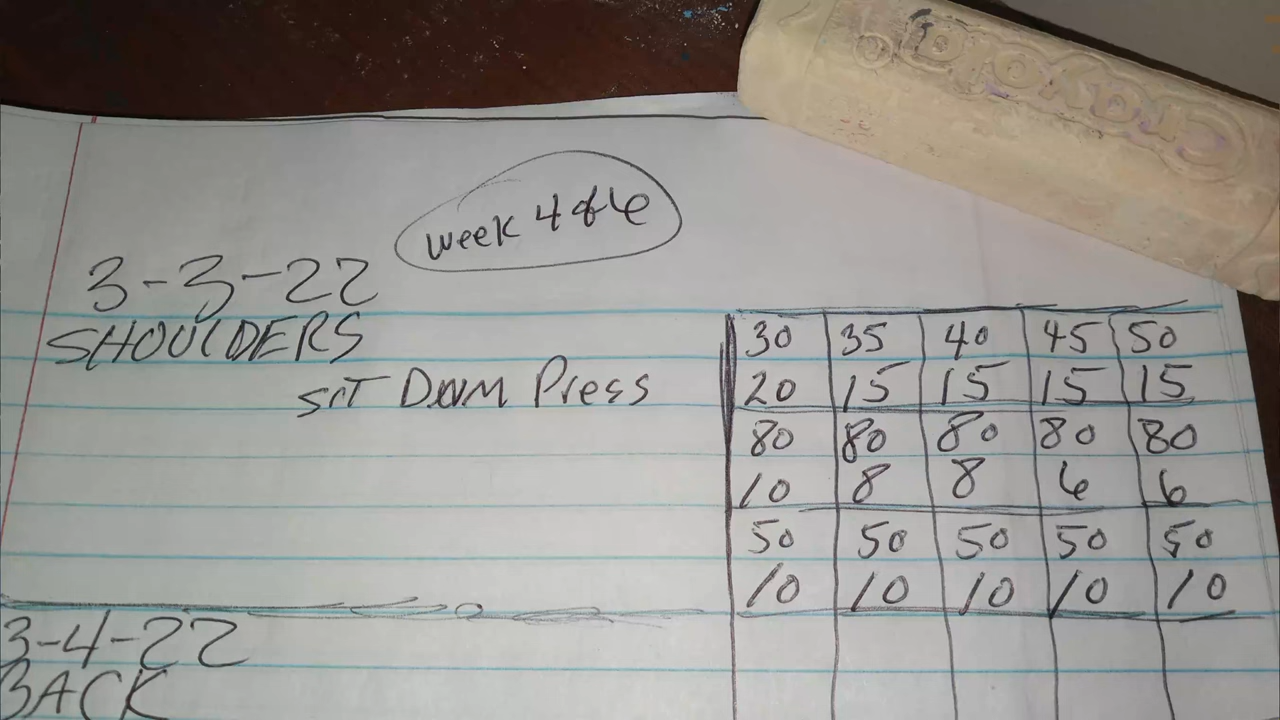 Crayola
week 4 of 6
3-3-22
SHOULDERS
30 35 40 45 50
SIT DOWN Press
20 15 15 15 15
80 80 80 80 80
10 8 8 6 6
50 50 50 50 50
10 10 10 10 10
3-4-22
BACK